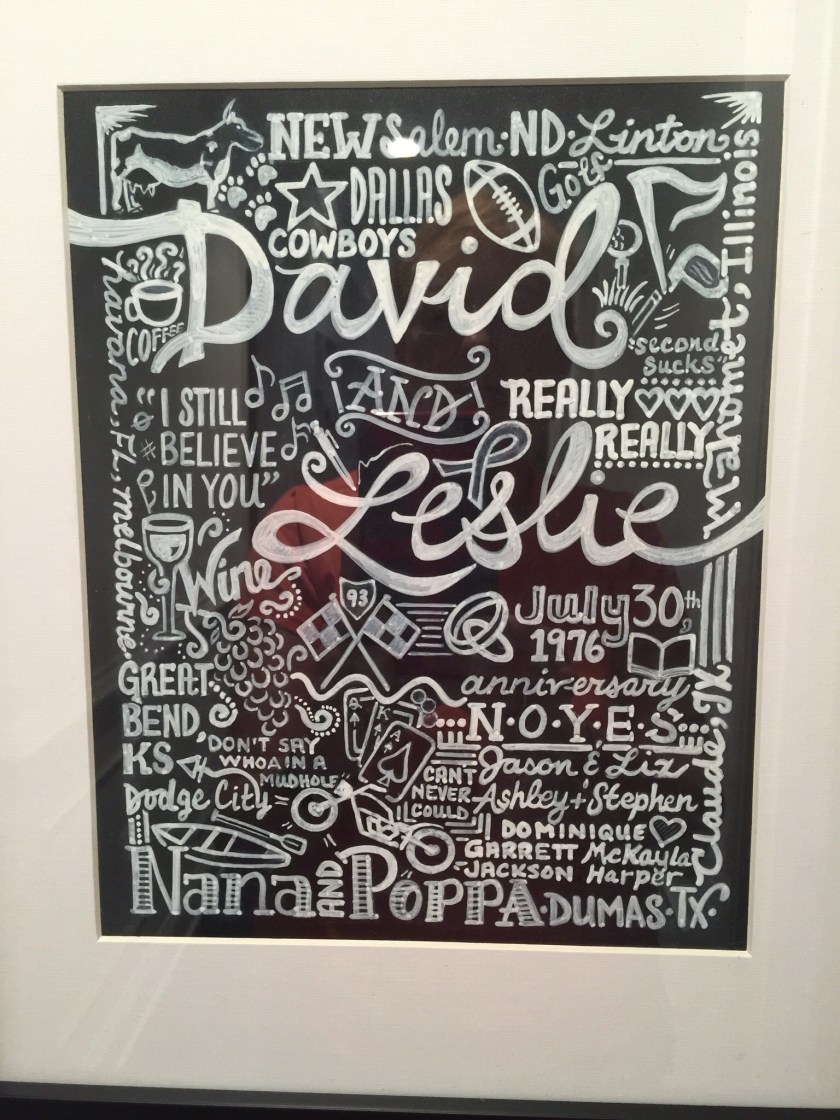 NEW Salem·ND·Linton
DALLAS
COWBOYS
Golf
David
COFFEE
"second sucks"
AND
"I STILL
BELIEVE
IN YOU"
REALLY
REALLY
Leslie
Wine
93
July 30th
1976
anniversary
GREAT
BEND
KS
Dodge City
DON'T SAY
WHOA IN A
MUDHOLE
Q
K
A
N·O·Y·E·S
CANT
NEVER
COULD
Jason & Liz
Ashley + Stephen
DOMINIQUE
GARRETT McKayla
JACKSON Harper
Nana AND POPPA·DUMAS·TX·
havana, FL, melbourne
Illinois
Claude, TX